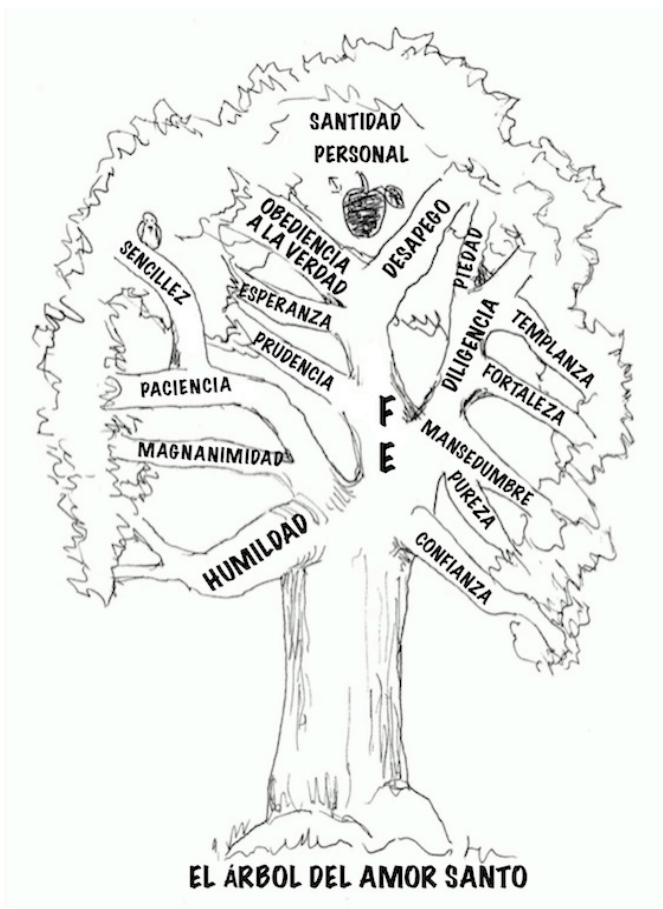 SANTIDAD
PERSONAL
OBEDIENCIA
A LA VERDAD
DESAPEGO
PIEDAD
SENCILLEZ
ESPERANZA
PRUDENCIA
DILIGENCIA
TEMPLANZA
PACIENCIA
FORTALEZA
F
E
MAGNANIMIDAD
MANSEDUMBRE
PUREZA
HUMILDAD
CONFIANZA
EL ÁRBOL DEL AMOR SANTO